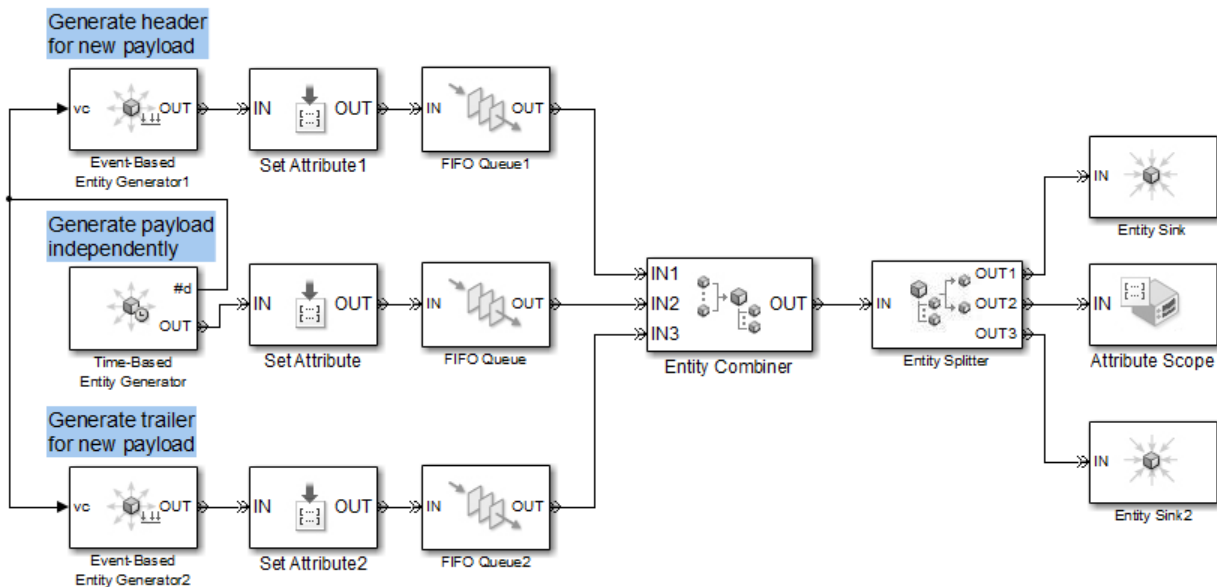 Generate header
for new payload
vc
OUT
Event-Based
Entity Generator1
IN
OUT
[...]
Set Attribute1
IN
OUT
FIFO Queue1
Generate payload
independently
#d
OUT
Time-Based
Entity Generator
IN
OUT
[...]
Set Attribute
IN
OUT
FIFO Queue
Generate trailer
for new payload
vc
OUT
Event-Based
Entity Generator2
IN
OUT
[...]
Set Attribute2
IN
OUT
FIFO Queue2
IN1
IN2
IN3
OUT
Entity Combiner
IN
OUT1
OUT2
OUT3
Entity Splitter
IN
Entity Sink
IN
[...]
Attribute Scope
IN
Entity Sink2